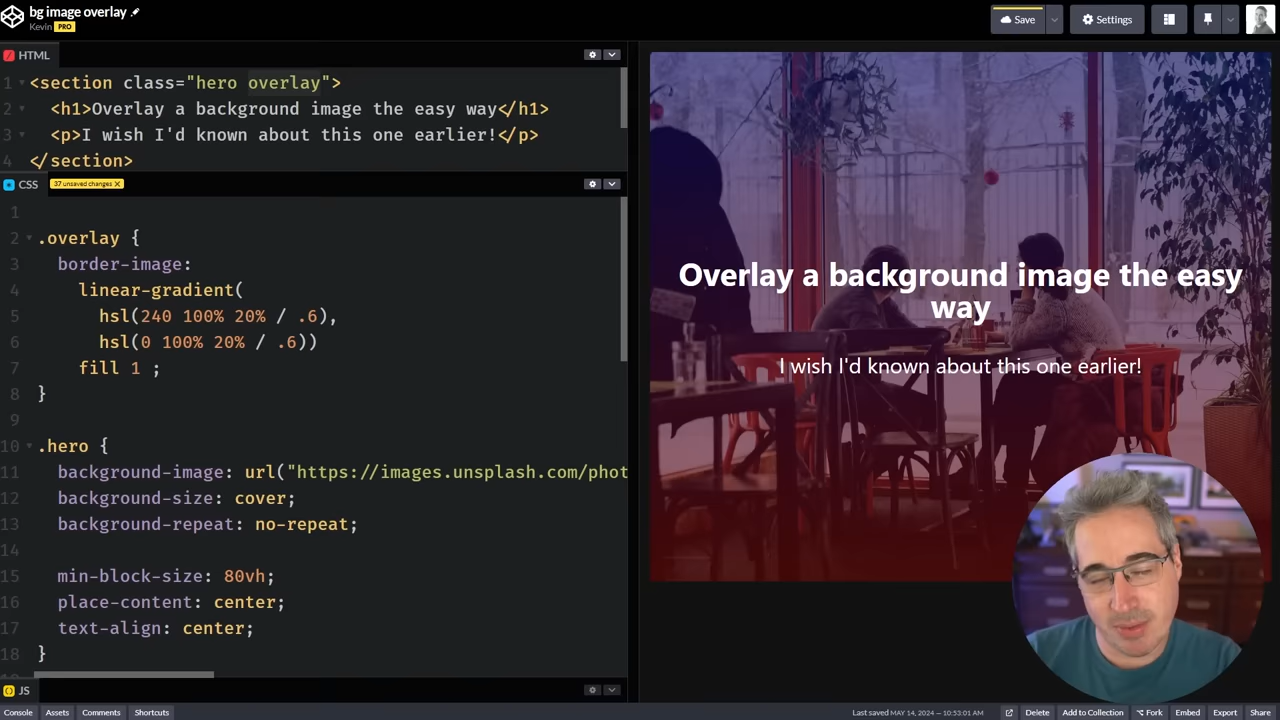 bg image overlay
Kevin PRO
Save
Settings
HTML
1 <section class="hero overlay">
2 <h1>Overlay a background image the easy way</h1>
3 <p>I wish I'd known about this one earlier!</p>
4 </section>
CSS
37 unsaved changes X
1
2 .overlay {
3 border-image:
4 linear-gradient(
5 hsl(240 100% 20% / .6),
6 hsl(0 100% 20% / .6))
7 fill 1 ;
8 }
9
10 .hero {
11 background-image: url("https://images.unsplash.com/phot
12 background-size: cover;
13 background-repeat: no-repeat;
14
15 min-block-size: 80vh;
16 place-content: center;
17 text-align: center;
18 }
Overlay a background image the easy
way
I wish I'd known about this one earlier!
JS
Console Assets Comments Shortcuts
Last saved MAY 14, 2024 — 10:53:01 AM
Delete Add to Collection Fork Embed Export Share